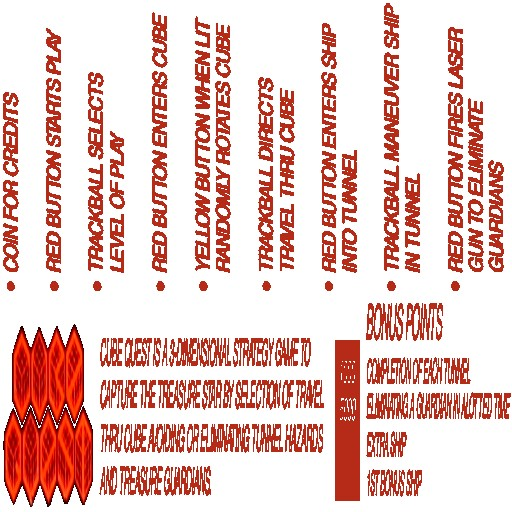 • COIN FOR CREDITS
• RED BUTTON STARTS PLAY
• TRACKBALL SELECTS
LEVEL OF PLAY
• RED BUTTON ENTERS CUBE
• YELLOW BUTTON WHEN LIT
RANDOMLY ROTATES CUBE
• TRACKBALL DIRECTS
TRAVEL THRU CUBE
• RED BUTTON ENTERS SHIP
INTO TUNNEL
• TRACKBALL MANEUVER SHIP
IN TUNNEL
• RED BUTTON FIRES LASER
GUN TO ELIMINATE
GUARDIANS
CUBE QUEST IS A 3-DIMENSIONAL STRATEGY GAME TO
CAPTURE THE TREASURE STAR BY SELECTION OF TRAVEL
THRU CUBE AVOIDING OR ELIMINATING TUNNEL HAZARDS
AND TREASURE GUARDIANS.
BONUS POINTS
COMPLETION OF EACH TUNNEL
5000 ELIMINATING A GUARDIAN IN ALOTTED TIME
EXTRA SHIP
1ST BONUS SHIP